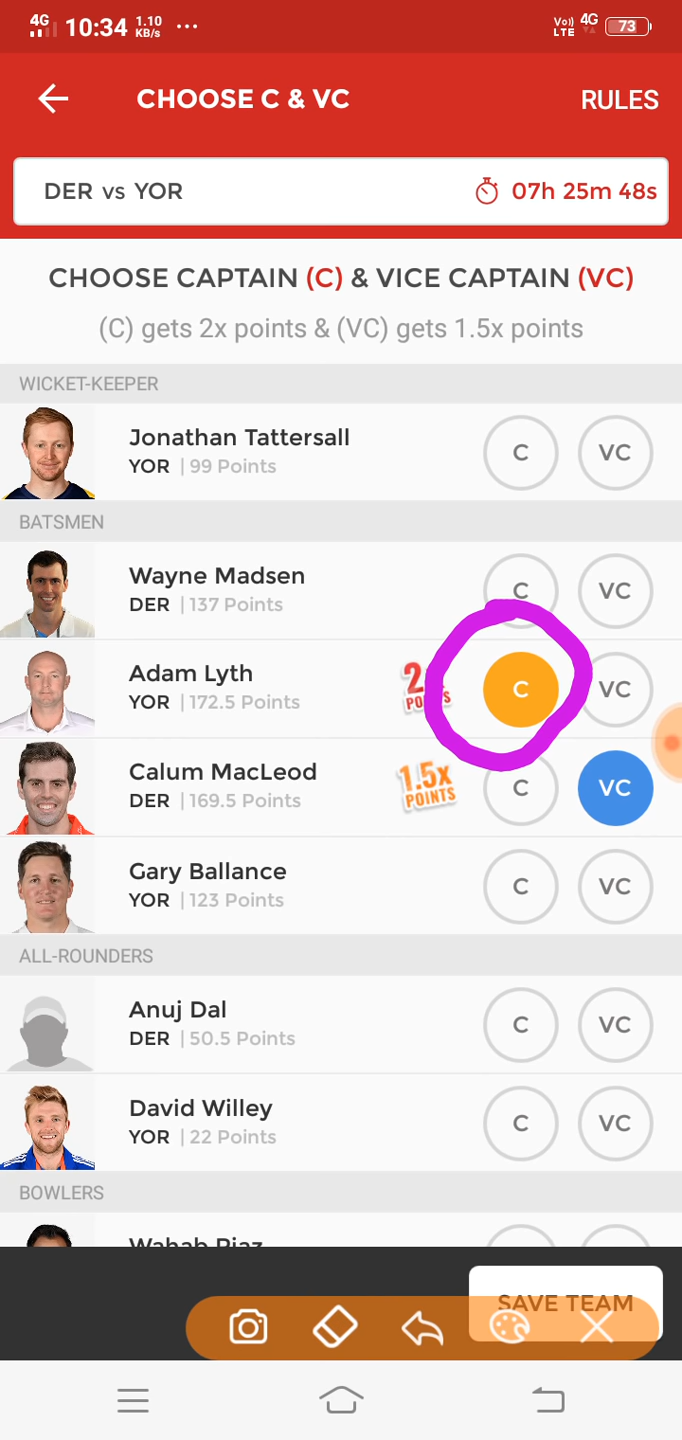 4G 10:34 1.10 KB/s ... Vo)) LTE 4G 73
CHOOSE C & VC RULES
DER vs YOR 07h 25m 48s
CHOOSE CAPTAIN (C) & VICE CAPTAIN (VC)
(C) gets 2x points & (VC) gets 1.5x points
WICKET-KEEPER
Jonathan Tattersall
YOR | 99 Points
C VC
BATSMEN
Wayne Madsen
DER | 137 Points
C VC
Adam Lyth
YOR | 172.5 Points
C VC
Calum MacLeod
DER | 169.5 Points
1.5x
POINTS
C VC
Gary Ballance
YOR | 123 Points
C VC
ALL-ROUNDERS
Anuj Dal
DER | 50.5 Points
C VC
David Willey
YOR | 22 Points
C VC
BOWLERS
Wahab Riaz
SAVE TEAM